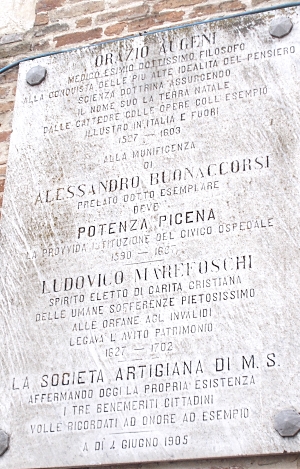 ORAZIO AUGENI
MEDICO ESIMIO DOTTISSIMO FILOSOFO
ALLA CONQUISTA DELLE PIU ALTE IDEALITA DEL PENSIERO
SCIENZA DOTTRINA ASSURGENDO
IL NOME SUO LA TERRA NATALE
DALLE CATTEDRE COLLE OPERE COLL'ESEMPIO
ILLUSTRO IN ITALIA E FUORI
1527 - 1603
ALLA MUNIFICENZA
DI
ALESSANDRO BUONACCORSI
PRELATO DOTTO ESEMPLARE
DEVE
POTENZA PICENA
LA PROVVIDA ISTITUZIONE DEL CIVICO OSPEDALE
1590 -
LUDOVICO MAREFOSCHI
SPIRITO ELETTO DI CARITA CRISTIANA
DELLE UMANE SOFFERENZE PIETOSISSIMO
ALLE ORFANE AGL'INVALIDI
LEGAVA L'AVITO PATRIMONIO
1627 - 1702
LA SOCIETA ARTIGIANA DI M. S.
AFFERMANDO OGGI LA PROPRIA ESISTENZA
I TRE BENEMERITI CITTADINI
VOLLE RICORDATI AD ONORE AD ESEMPIO
A DI 4 GIUGNO 1905